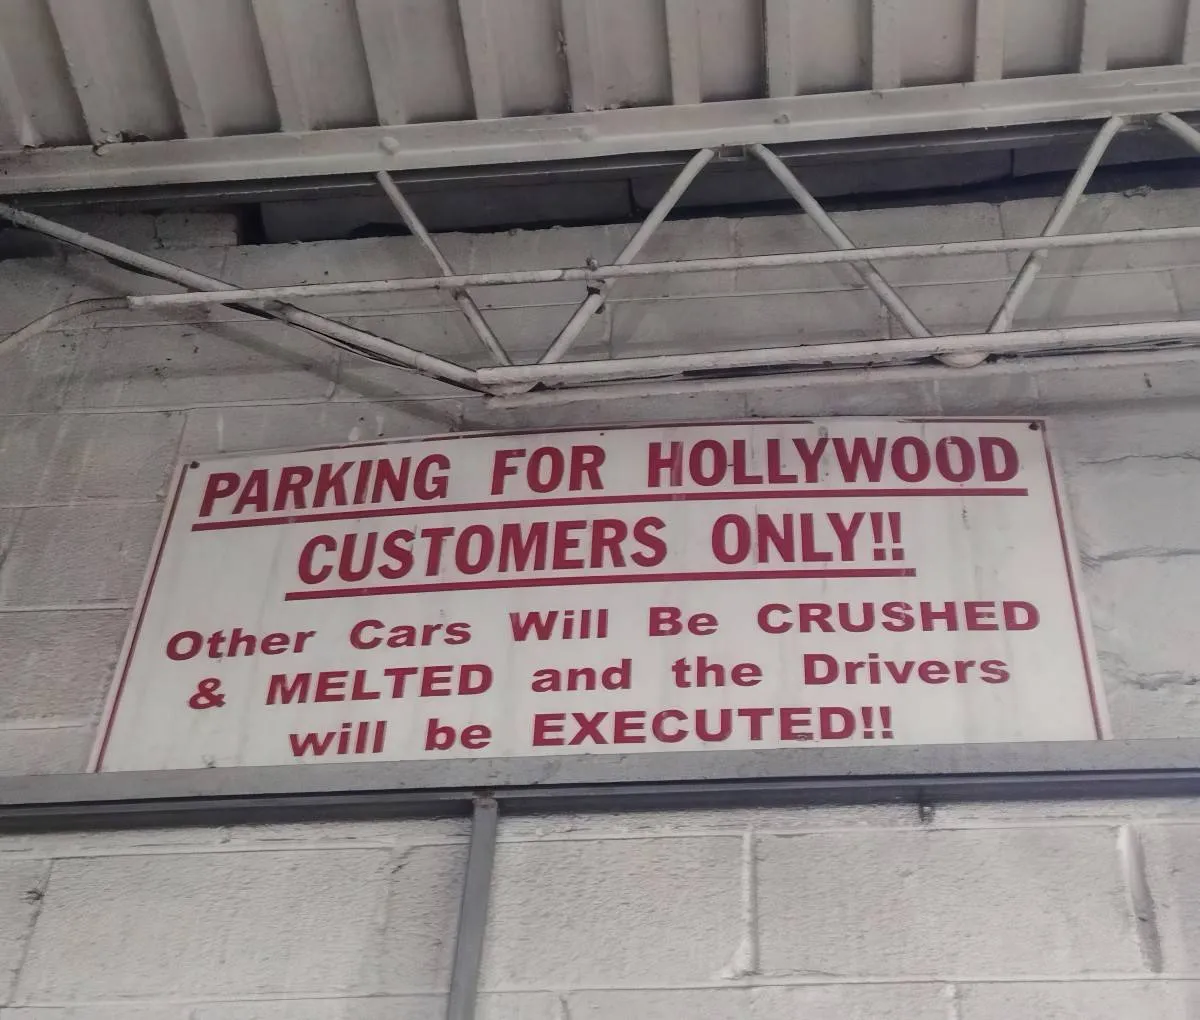 PARKING FOR HOLLYWOOD
CUSTOMERS ONLY!!
Other Cars Will Be CRUSHED
& MELTED and the Drivers
will be EXECUTED!!